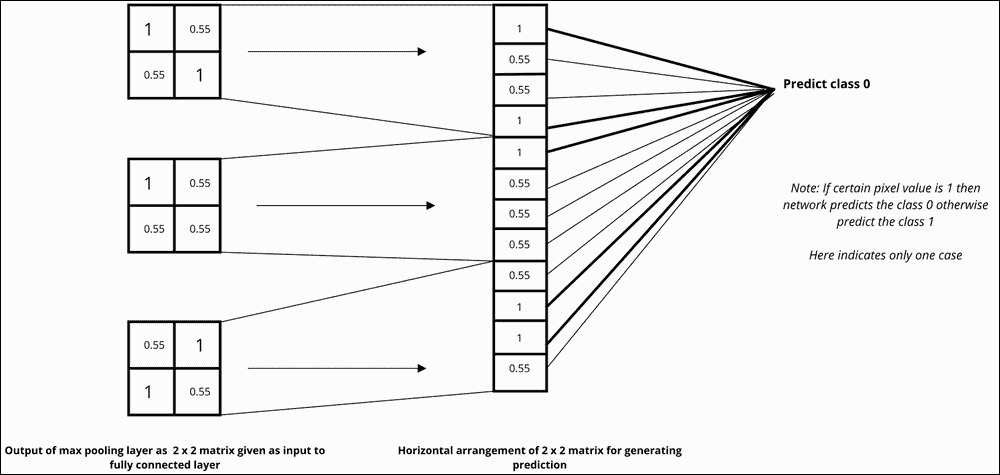 1 0.55
0.55 1
1 0.55
0.55 0.55
0.55 1
1 0.55
1
0.55
0.55
1
1
0.55
0.55
0.55
0.55
1
1
0.55
Predict class 0
Note: If certain pixel value is 1 then
network predicts the class 0 otherwise
predict the class 1
Here indicates only one case
Output of max pooling layer as 2 x 2 matrix given as input to
fully connected layer
Horizontal arrangement of 2 x 2 matrix for generating
prediction